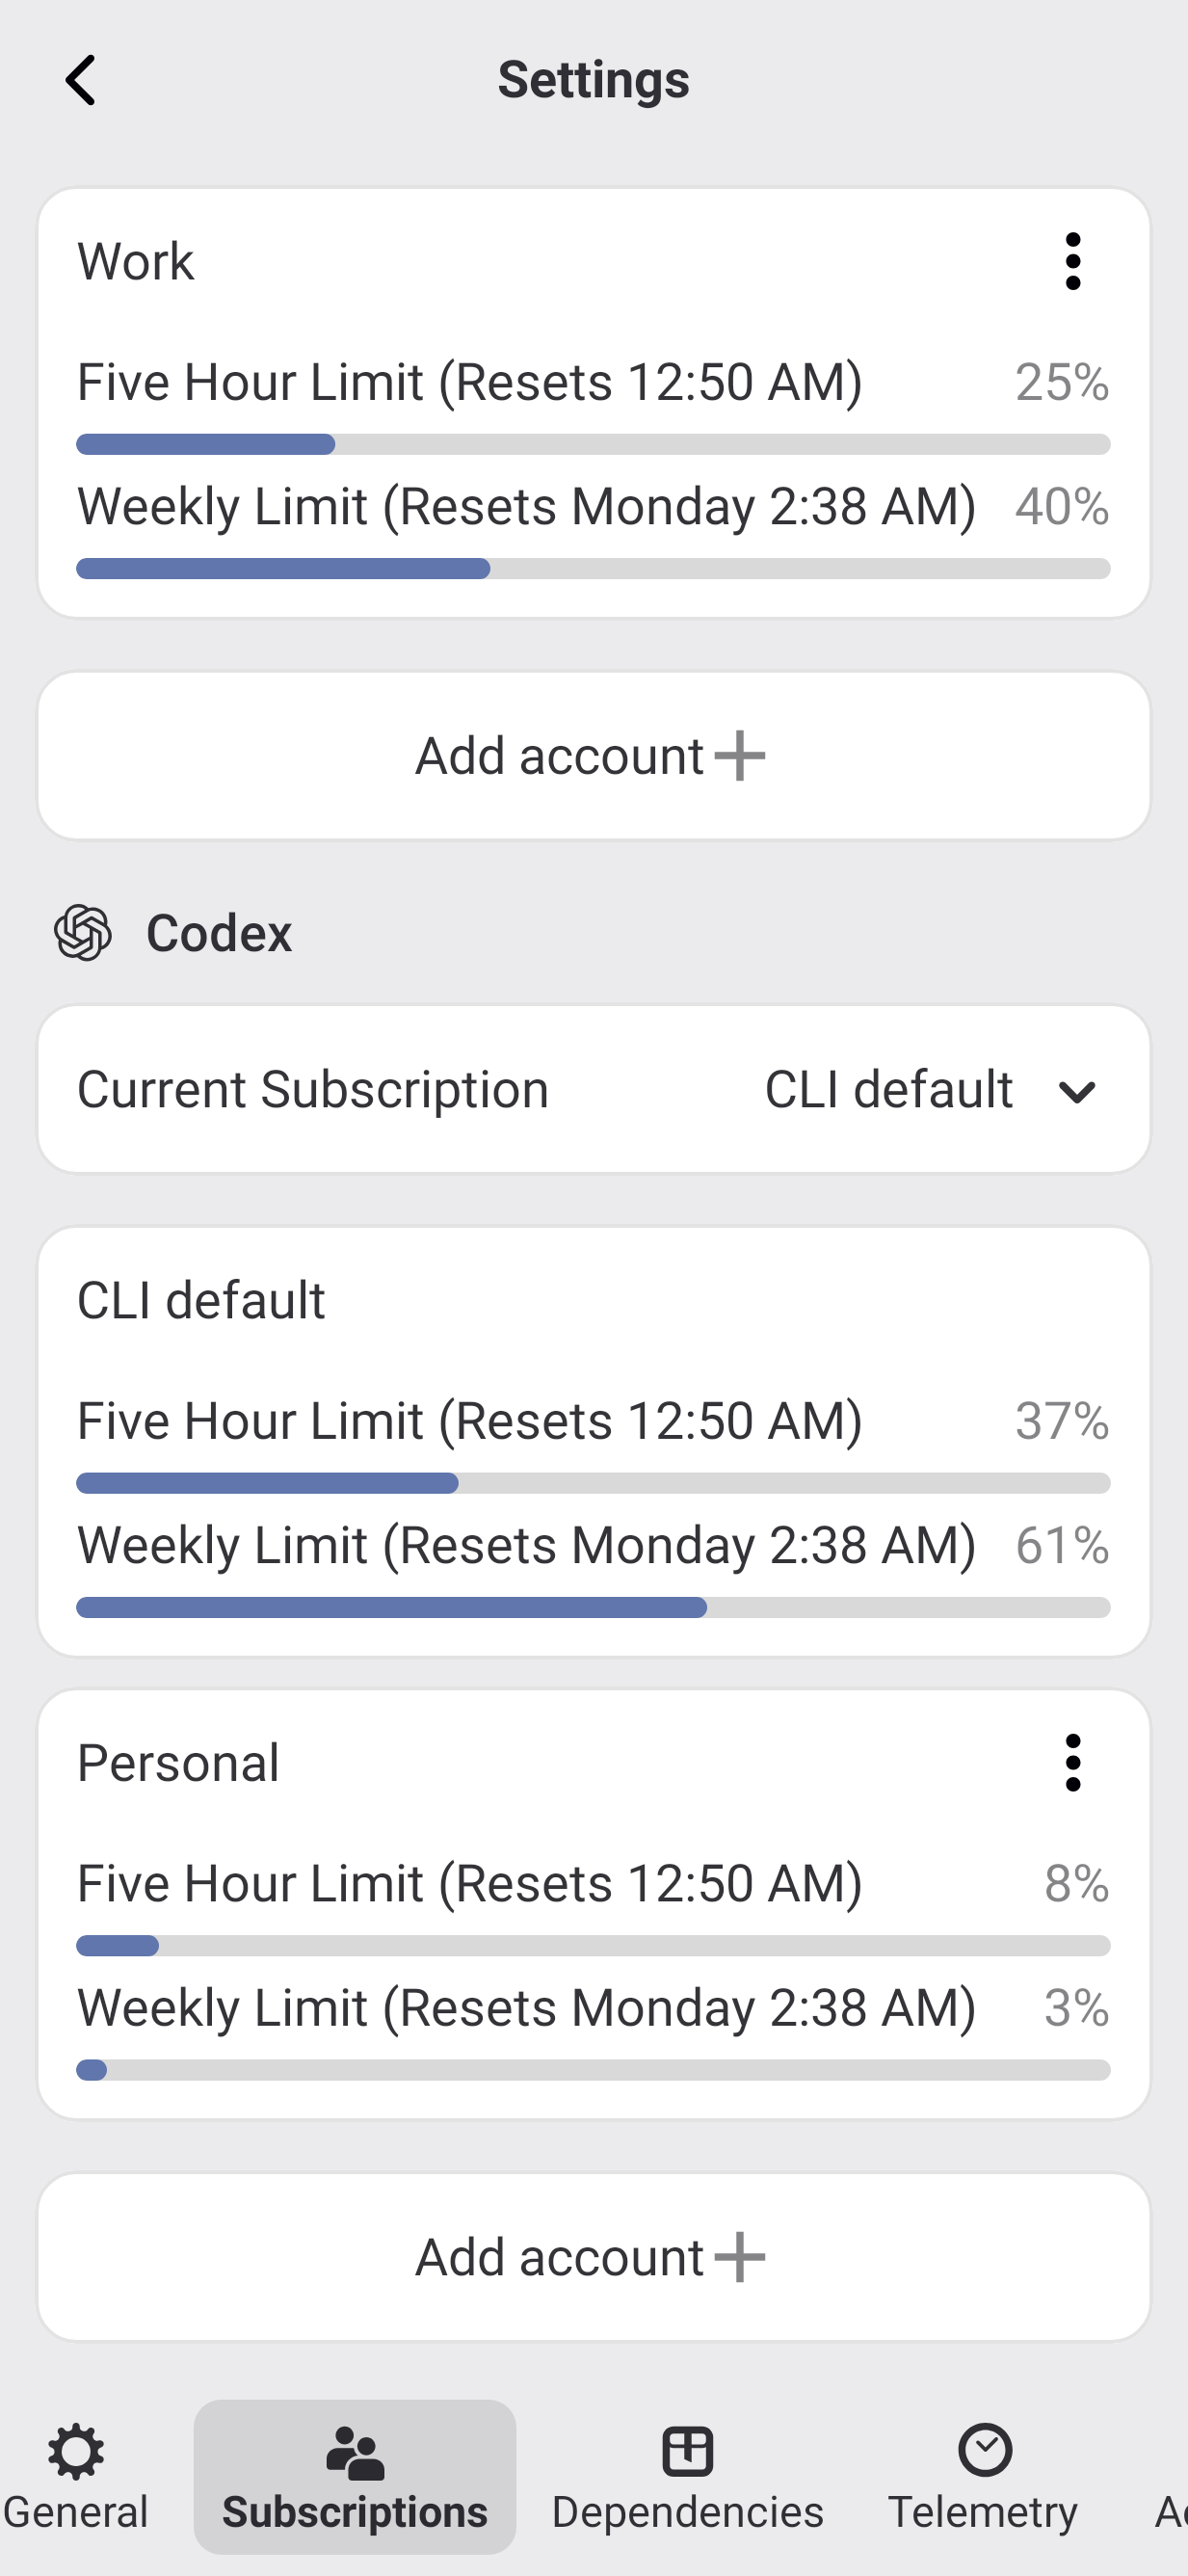 Settings
Work
Five Hour Limit (Resets 12:50 AM) 25%
Weekly Limit (Resets Monday 2:38 AM) 40%
Add account
Codex
Current Subscription CLI default
CLI default
Five Hour Limit (Resets 12:50 AM) 37%
Weekly Limit (Resets Monday 2:38 AM) 61%
Personal
Five Hour Limit (Resets 12:50 AM) 8%
Weekly Limit (Resets Monday 2:38 AM) 3%
Add account
General Subscriptions Dependencies Telemetry